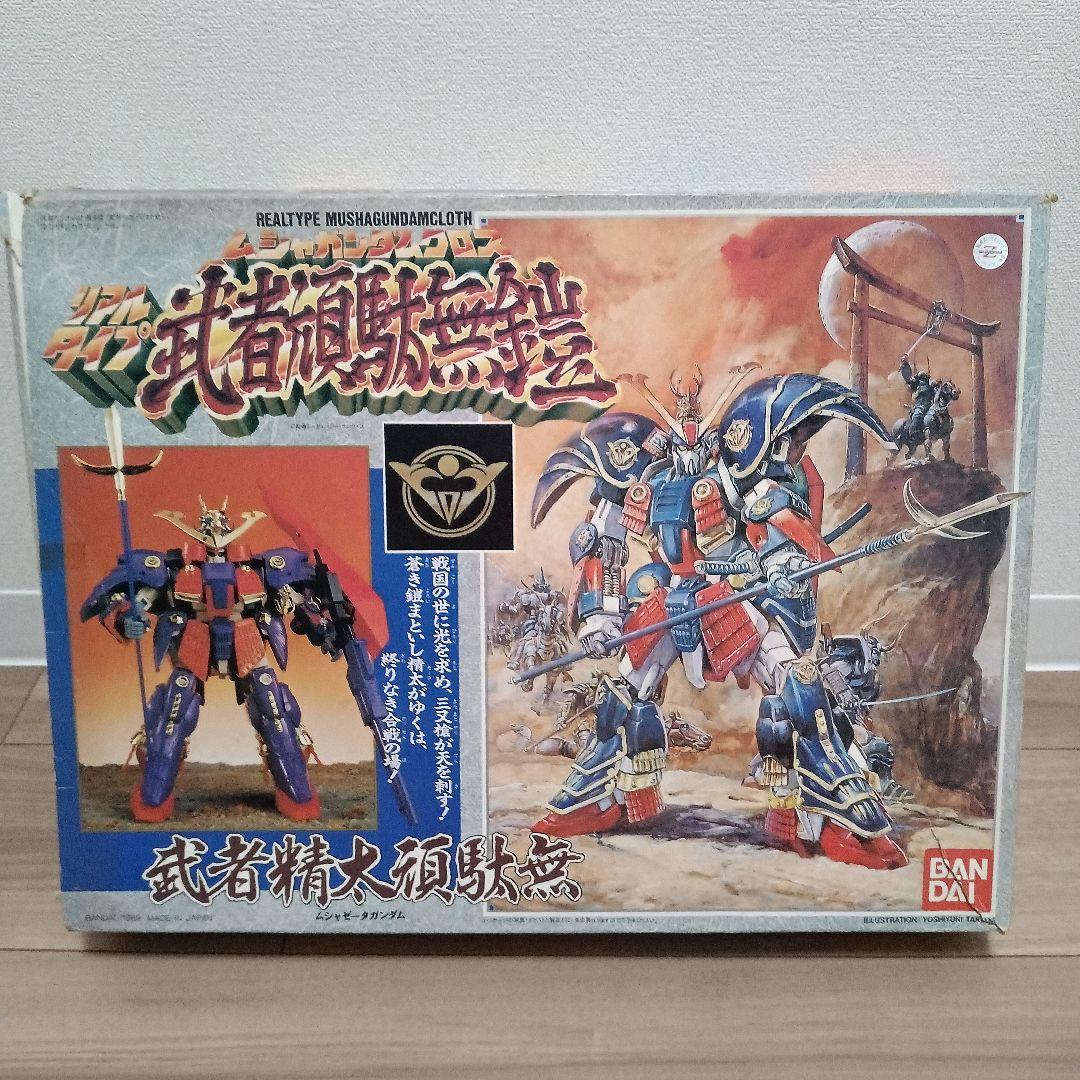 REALTYPE MUSHAGUNDAMCLOTH
ムシャガンダムクロス
リアル
タイプ
武者頑駄無鎧
戦国の世に光を求め、三叉槍が天を刺す!
蒼き鎧まといし精太がゆくは、
終りなき合戦の場!
武者精太頑駄無
ムシャゼータガンダム
BANDAI 1989 MADE IN JAPAN
BAN
DAI
ILLUSTRATION: YOSHIYUKI